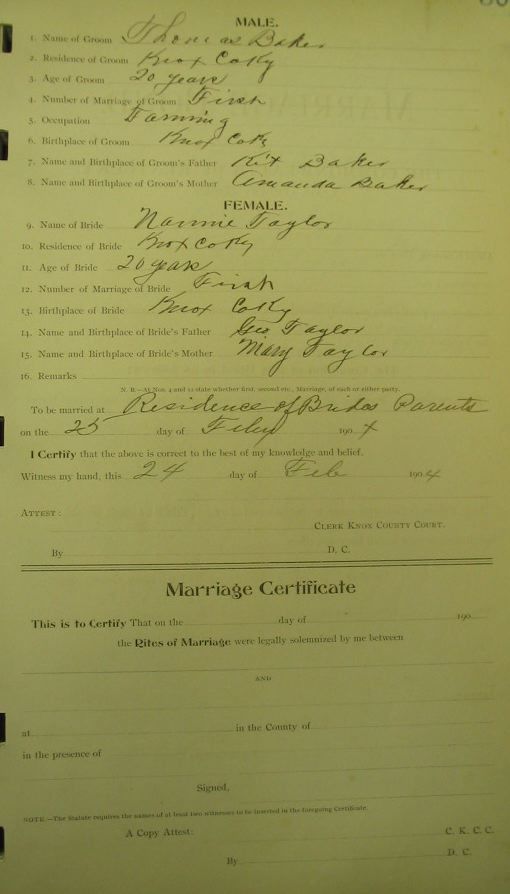 MALE.
1. Name of Groom Thomas Baker
2. Residence of Groom Knox Co Ky
3. Age of Groom 20 years
4. Number of Marriage of Groom First
5. Occupation Farming
6. Birthplace of Groom Knox Co Ky
7. Name and Birthplace of Groom's Father Kit Baker
8. Name and Birthplace of Groom's Mother Amanda Baker
FEMALE.
9. Name of Bride Nannie Taylor
10. Residence of Bride Knox Co Ky
11. Age of Bride 20 years
12. Number of Marriage of Bride First
13. Birthplace of Bride Knox Co Ky
14. Name and Birthplace of Bride's Father Geo Taylor
15. Name and Birthplace of Bride's Mother Mary Taylor
16. Remarks
N. B.—At Nos. 4 and 12 state whether first, second etc., Marriage, of each or either party.
To be married at Residence of Brides Parents
on the 25 day of Feby 1904
I Certify that the above is correct to the best of my knowledge and belief.
Witness my hand, this 24 day of Feb 1904
ATTEST:
CLERK KNOX COUNTY COURT.
By D. C.
Marriage Certificate
This is to Certify That on the day of 190
the Rites of Marriage were legally solemnized by me between
AND
at in the County of
in the presence of
Signed,
NOTE.—The Statute requires the names of at least two witnesses to be inserted in the foregoing Certificate.
A Copy Attest: C. K. C. C.
By D. C.